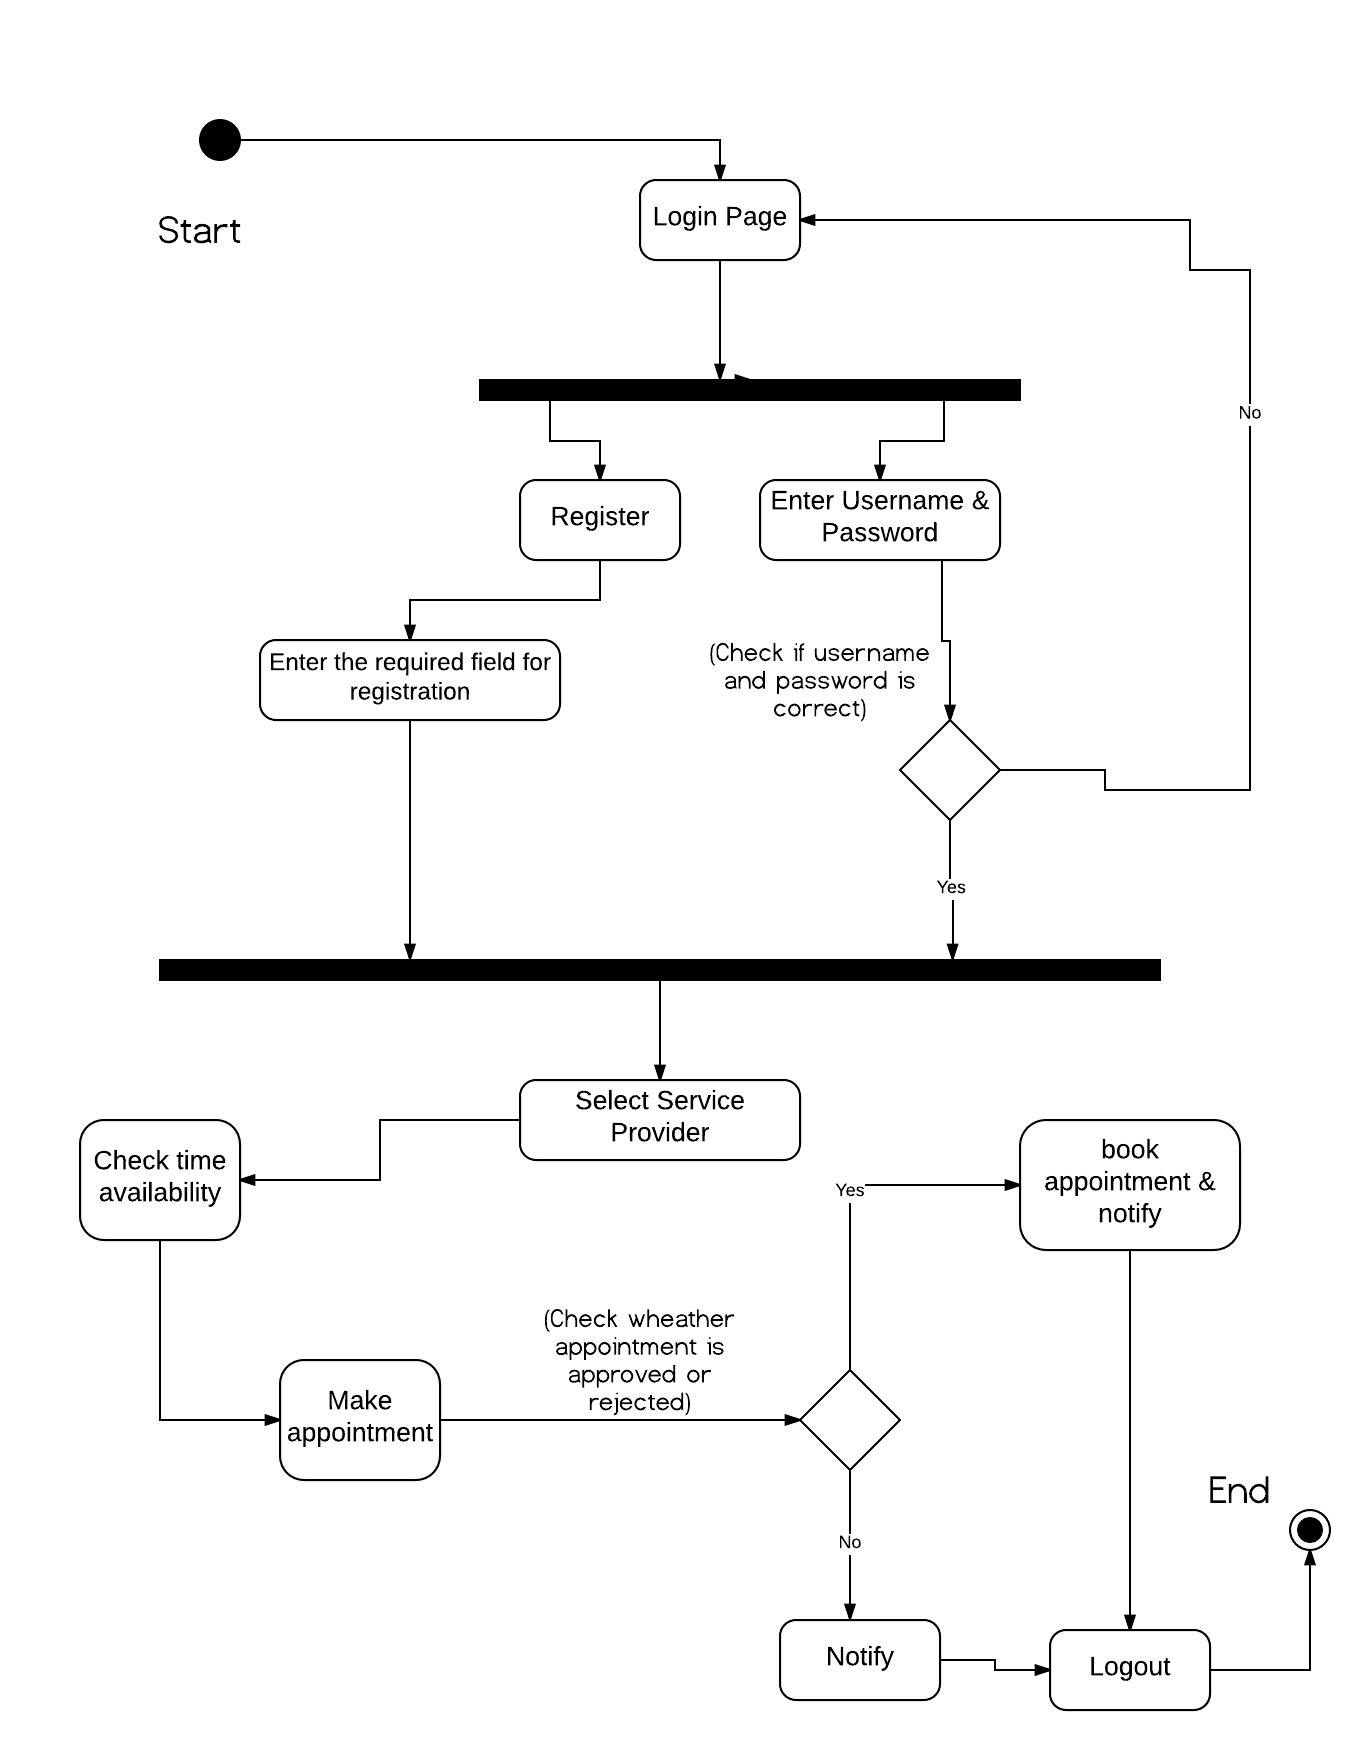 Start
Login Page
No
Register
Enter Username &
Password
Enter the required field for
registration
(Check if username
and password is
correct)
Yes
Select Service
Provider
Check time
availability
book
appointment &
notify
Yes
(Check wheather
appointment is
approved or
rejected)
Make
appointment
End
No
Notify
Logout